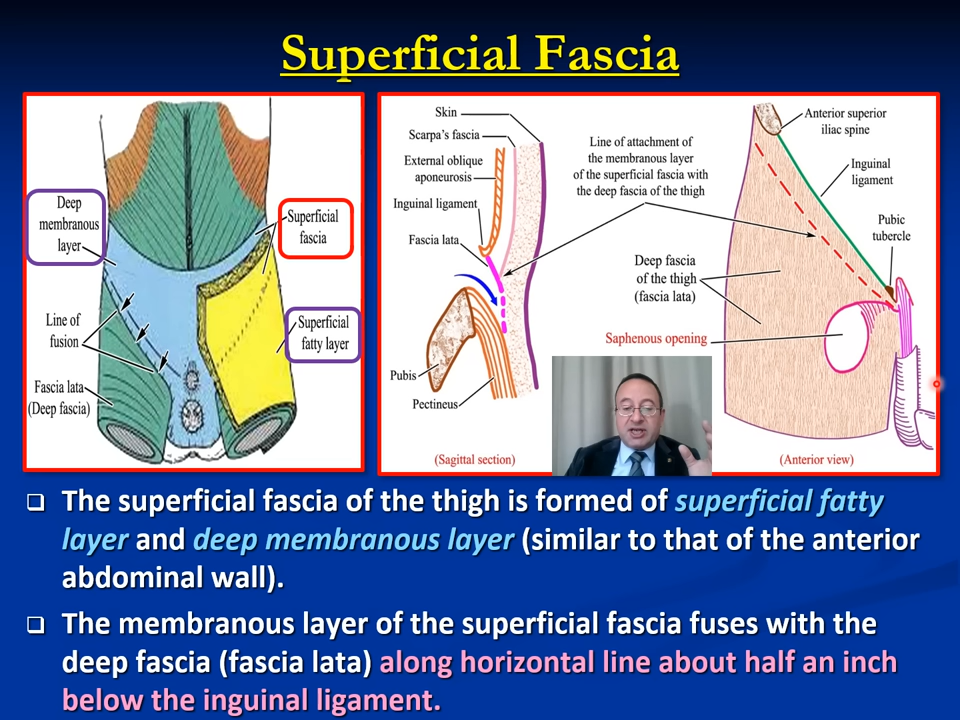 Superficial Fascia
Deep
membranous
layer
Superficial
fascia
Line of
fusion
Superficial
fatty layer
Fascia lata
(Deep fascia)
Skin
Scarpa's fascia
External oblique
aponeurosis
Inguinal ligament
Fascia lata
Pubis
Pectineus
(Sagittal section)
Line of attachment of
the membranous layer
of the superficial fascia with
the deep fascia of the thigh
Anterior superior
iliac spine
Inguinal
ligament
Pubic
tubercle
Deep fascia
of the thigh
(fascia lata)
Saphenous opening
(Anterior view)
❑ The superficial fascia of the thigh is formed of superficial fatty
layer and deep membranous layer (similar to that of the anterior
abdominal wall).
❑ The membranous layer of the superficial fascia fuses with the
deep fascia (fascia lata) along horizontal line about half an inch
below the inguinal ligament.